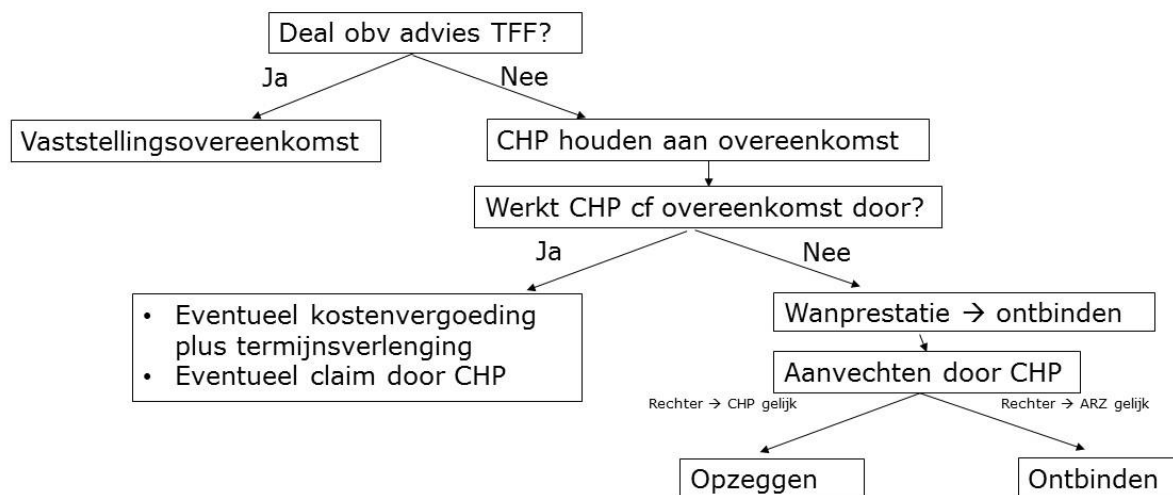 Deal obv advies TFF?
Ja
Nee
Vaststellingsovereenkomst
CHP houden aan overeenkomst
Werkt CHP cf overeenkomst door?
Ja
Nee
• Eventueel kostenvergoeding
plus termijnsverlenging
• Eventueel claim door CHP
Wanprestatie → ontbinden
Aanvechten door CHP
Rechter → CHP gelijk
Rechter → ARZ gelijk
Opzeggen
Ontbinden